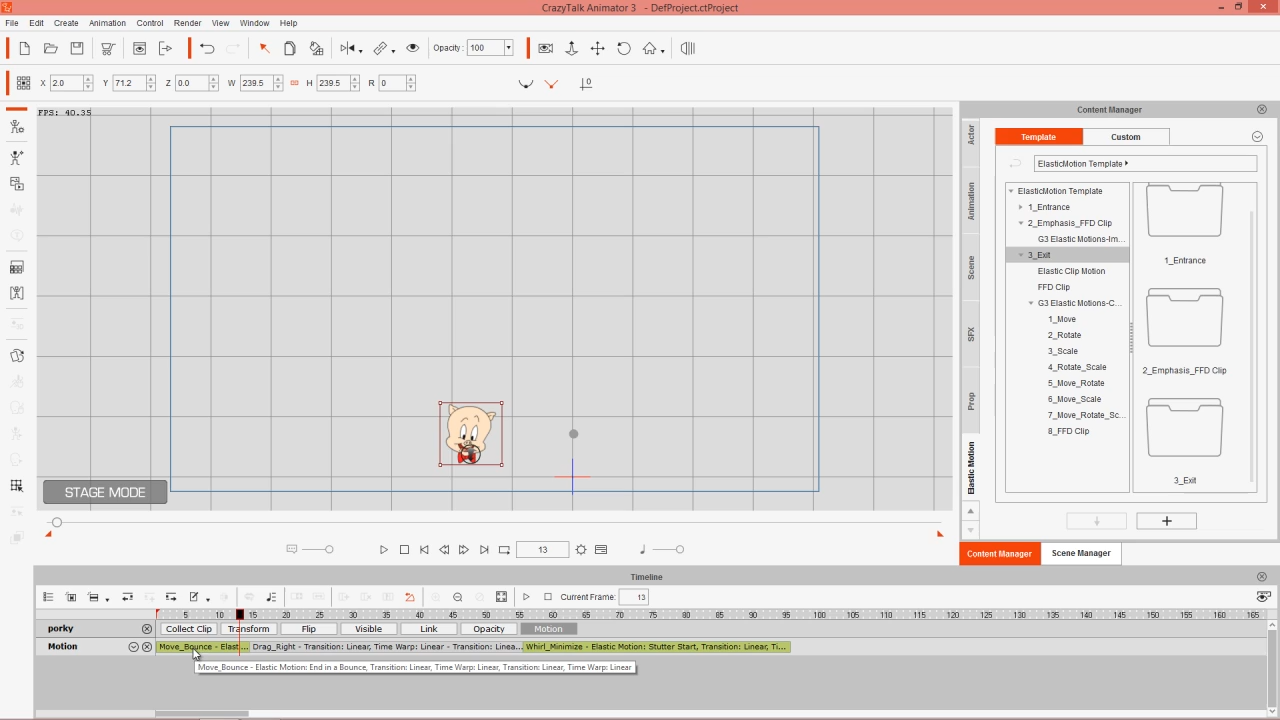 CrazyTalk Animator 3 - DefProject.ctProject
File Edit Create Animation Control Render View Window Help
Opacity : 100
X 2.0 Y 71.2 Z 0.0 W 239.5 H 239.5 R 0
FPS: 40.35
STAGE MODE
Content Manager
Template Custom
ElasticMotion Template
Actor
Animation
Scene
SFX
Prop
Elastic Motion
ElasticMotion Template
1_Entrance
2_Emphasis_FFD Clip
G3 Elastic Motions-Im...
3_Exit
Elastic Clip Motion
FFD Clip
G3 Elastic Motions-C...
1_Move
2_Rotate
3_Scale
4_Rotate_Scale
5_Move_Rotate
6_Move_Scale
7_Move_Rotate_Sc...
8_FFD Clip
1_Entrance
2_Emphasis_FFD Clip
3_Exit
Content Manager Scene Manager
13
Timeline
Current Frame: 13
5 10 15 20 25 30 35 40 45 50 55 60 65 70 75 80 85 90 95 100 105 110 115 120 125 130 135 140 145 150 155 160 165
porky Collect Clip Transform Flip Visible Link Opacity Motion
Motion Move_Bounce - Elast... Drag_Right - Transition: Linear, Time Warp: Linear - Transition: Linea... Whirl_Minimize - Elastic Motion: Stutter Start, Transition: Linear, Ti...
Move_Bounce - Elastic Motion: End in a Bounce, Transition: Linear, Time Warp: Linear, Transition: Linear, Time Warp: Linear